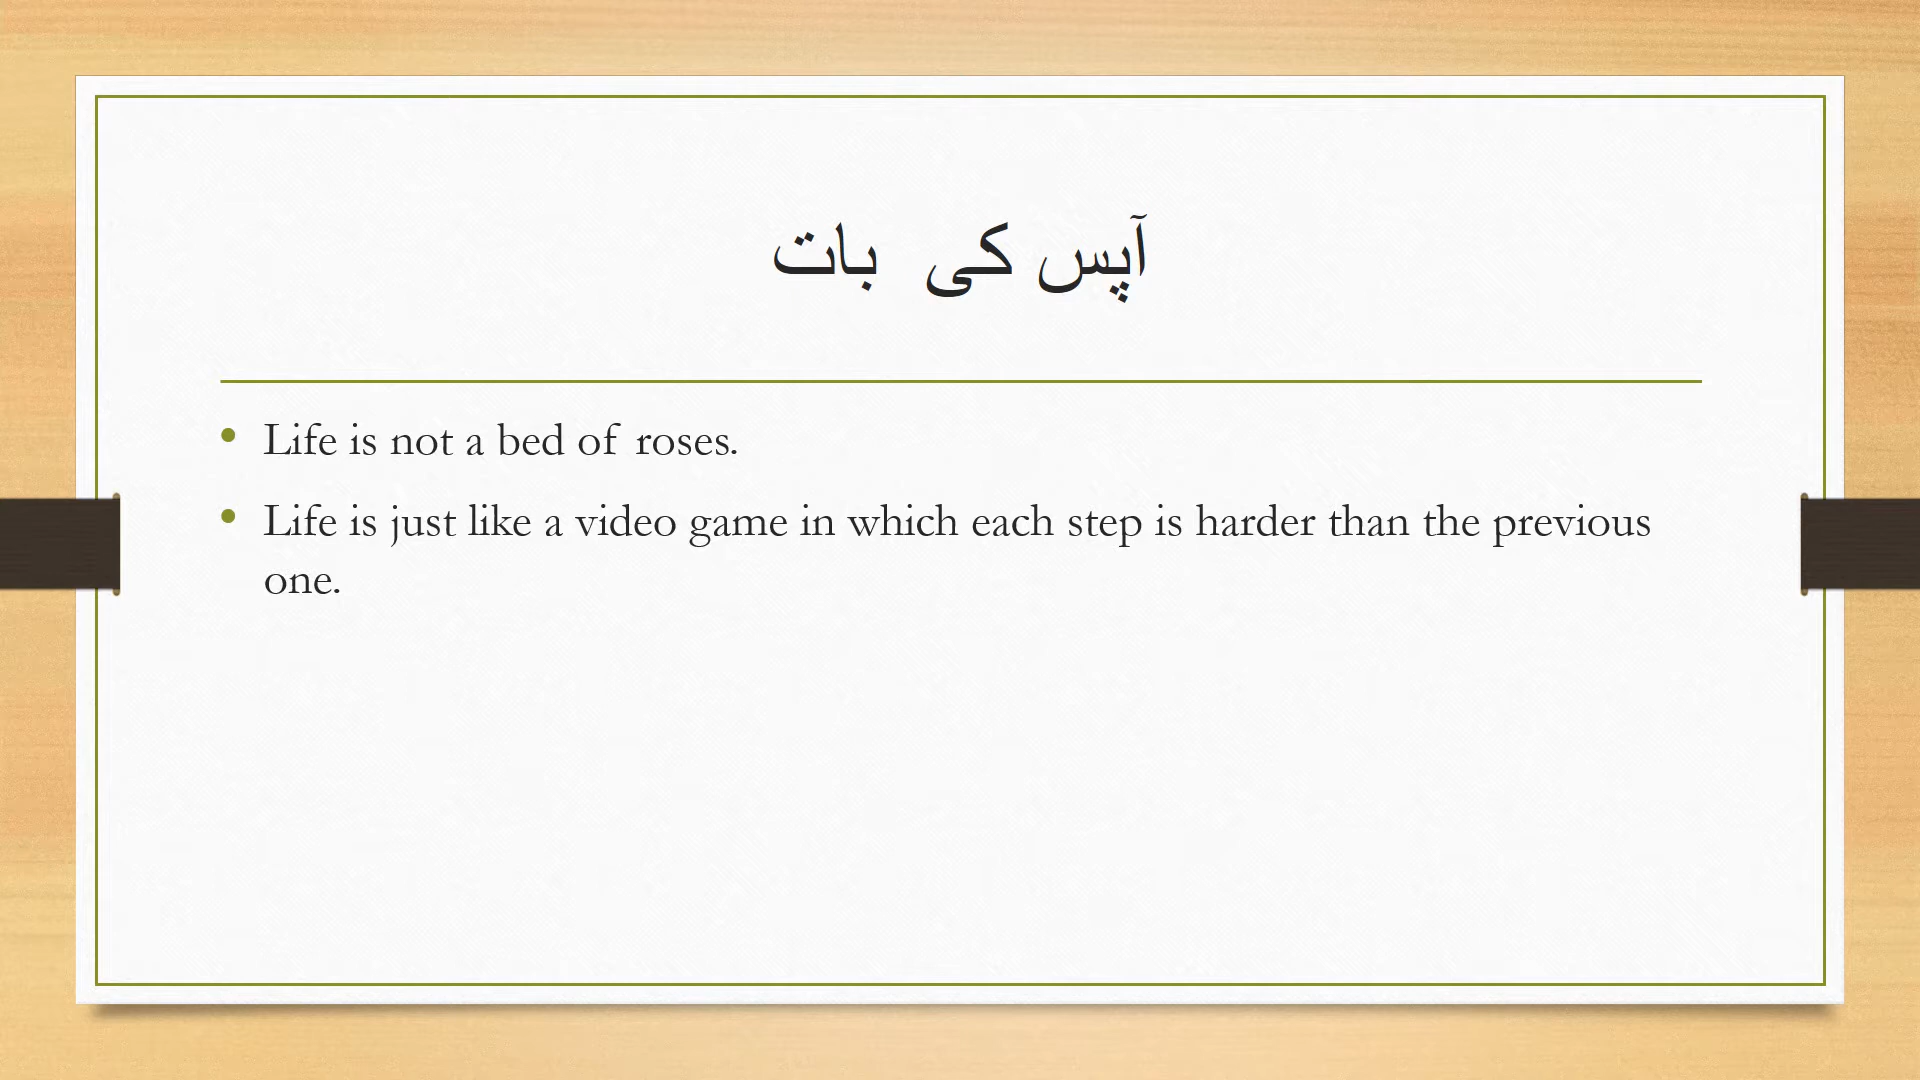 آپس کی بات
• Life is not a bed of roses.
• Life is just like a video game in which each step is harder than the previous
one.